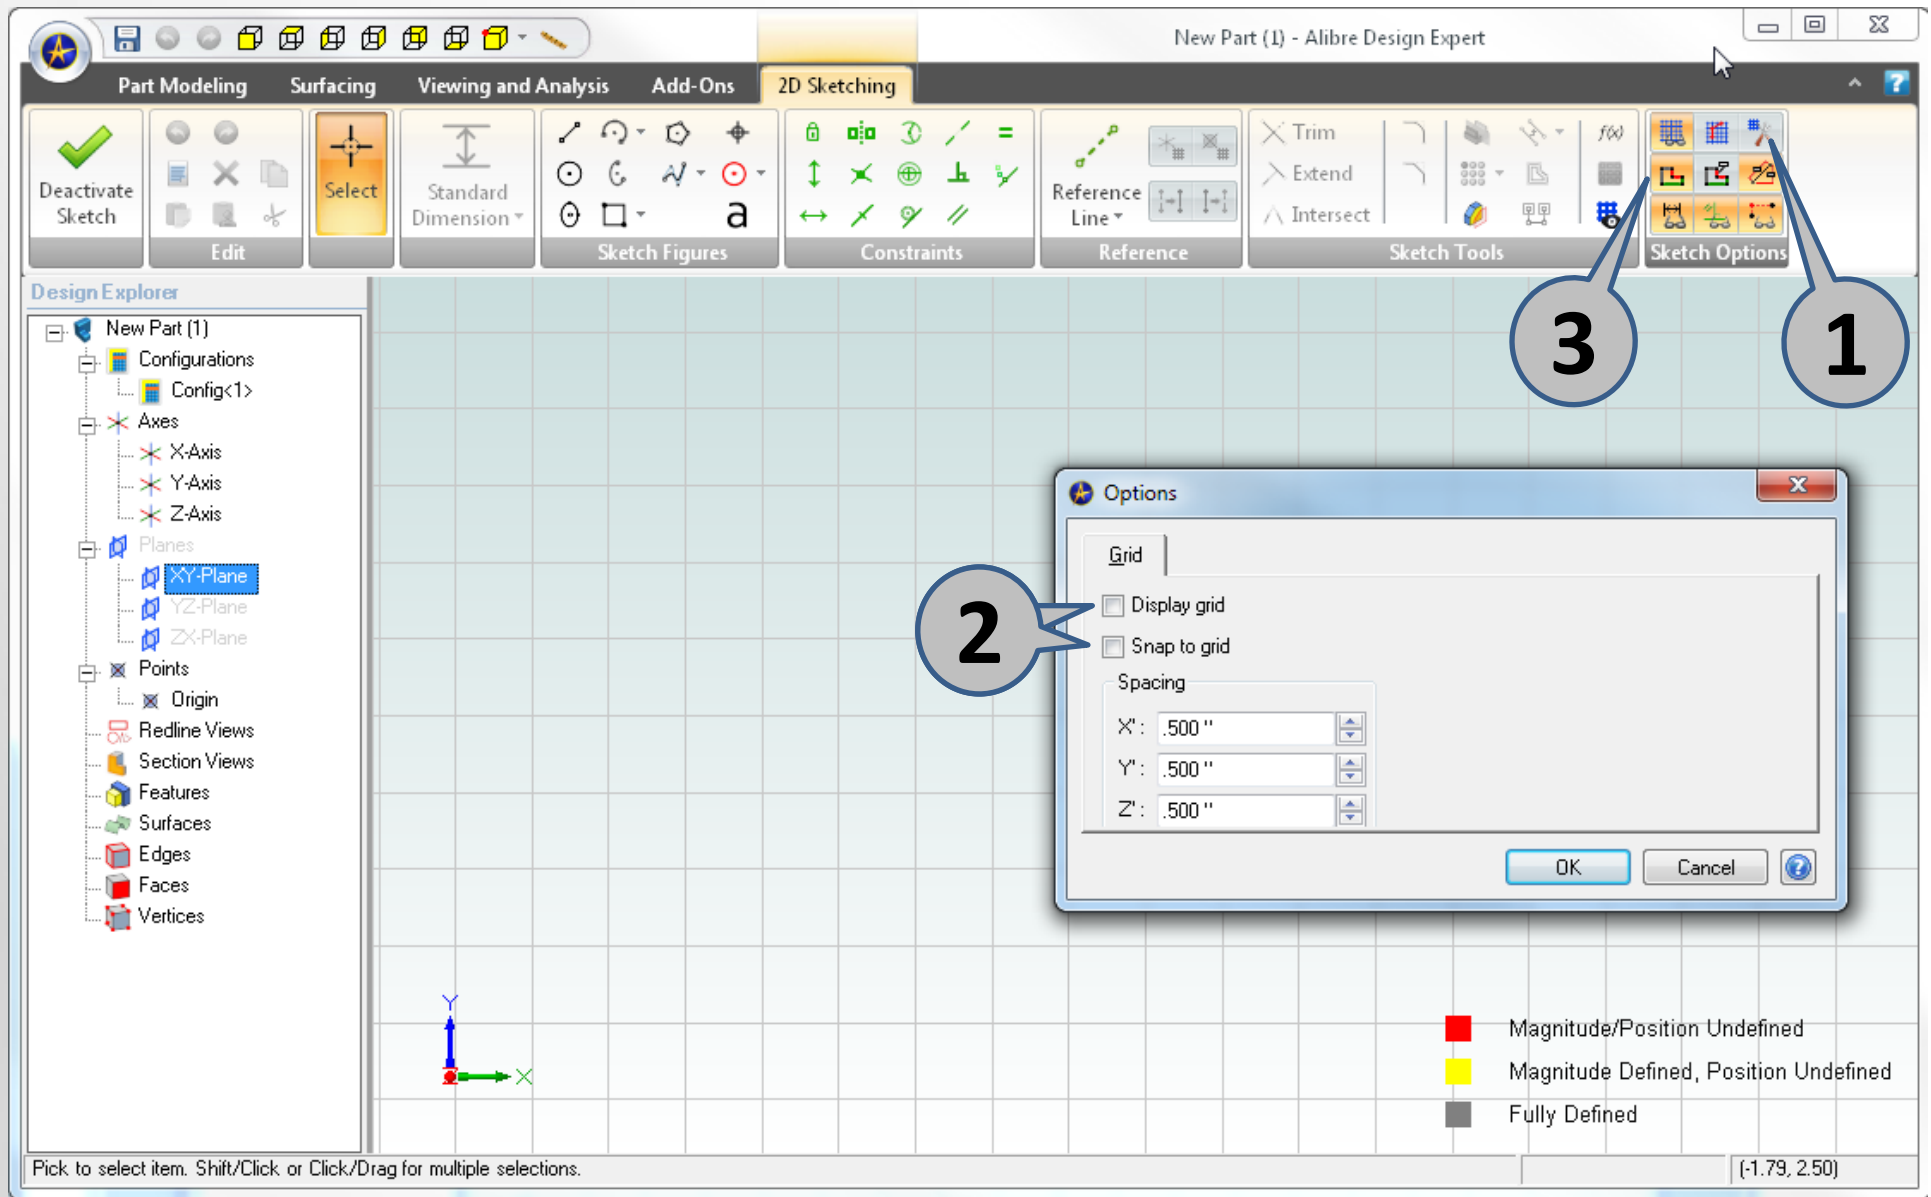 New Part (1) - Alibre Design Expert
Part Modeling
Surfacing
Viewing and Analysis
Add-Ons
2D Sketching
Deactivate
Sketch
Edit
Select
Standard
Dimension
a
Sketch Figures
Constraints
Reference
Line
Reference
Trim
Extend
Intersect
f(x)
Sketch Tools
Sketch Options
3
1
Design Explorer
New Part (1)
Configurations
Config<1>
Axes
X-Axis
Y-Axis
Z-Axis
Planes
XY-Plane
YZ-Plane
ZX-Plane
Points
Origin
Redline Views
Section Views
Features
Surfaces
Edges
Faces
Vertices
Options
Grid
2
Display grid
Snap to grid
Spacing
X': .500 "
Y': .500 "
Z': .500 "
OK
Cancel
Y
X
Magnitude/Position Undefined
Magnitude Defined, Position Undefined
Fully Defined
Pick to select item. Shift/Click or Click/Drag for multiple selections.
(-1.79, 2.50)